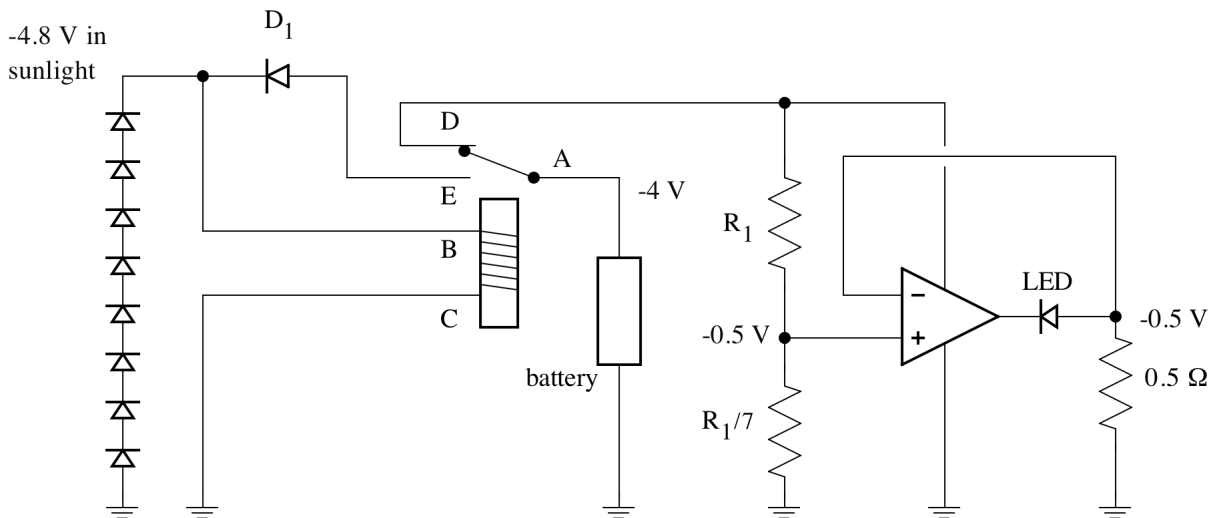 -4.8 V in
sunlight
D1
D
A
E
B
C
-4 V
battery
R1
-0.5 V
R1/7
−
+
LED
-0.5 V
0.5 Ω